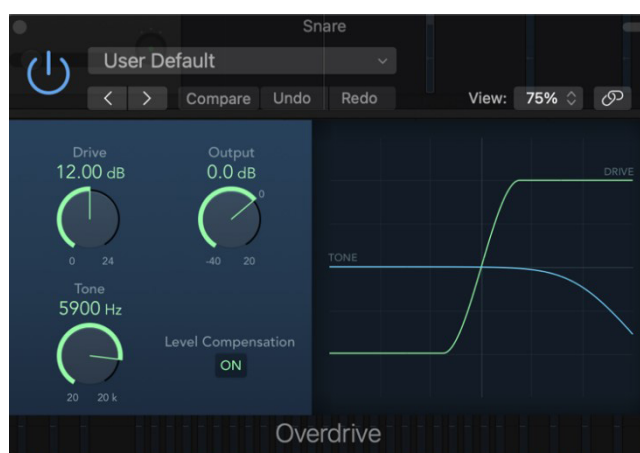 Snare
User Default
Compare Undo Redo View: 75%
Drive Output
12.00 dB 0.0 dB
0
0 24 -40 20
Tone
5900 Hz
Level Compensation
ON
20 20 k
DRIVE
TONE
Overdrive